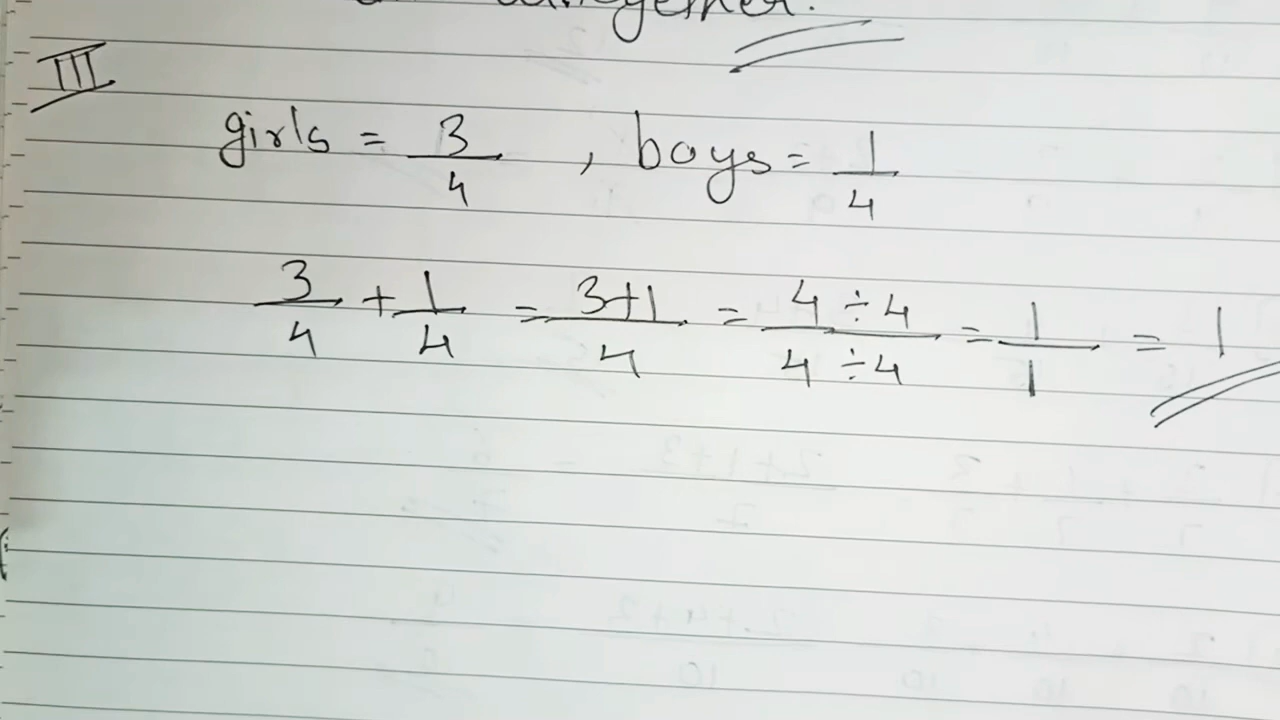 altogether.
III
girls = 3/4 , boys = 1/4
3/4 + 1/4 = 3+1/4 = 4÷4/4÷4 = 1/1 = 1